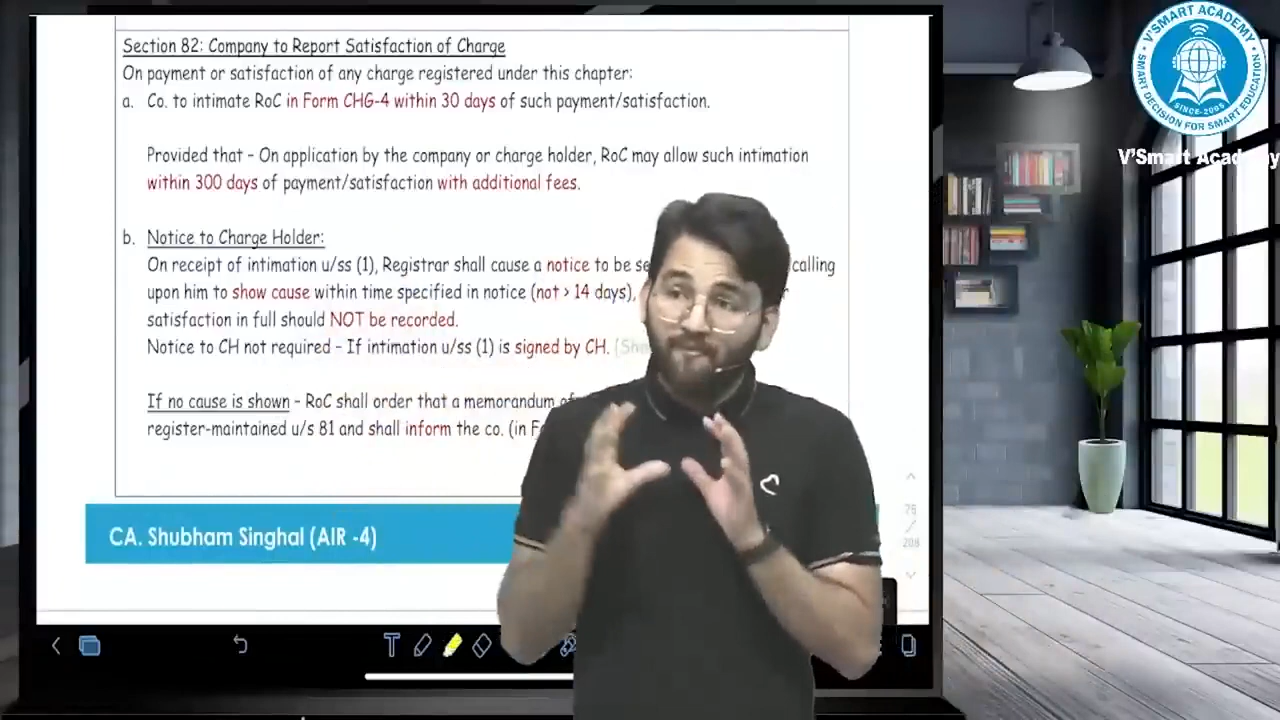 Section 82: Company to Report Satisfaction of Charge
On payment or satisfaction of any charge registered under this chapter:
a. Co. to intimate RoC in Form CHG-4 within 30 days of such payment/satisfaction.
Provided that - On application by the company or charge holder, RoC may allow such intimation
within 300 days of payment/satisfaction with additional fees.
b. Notice to Charge Holder:
On receipt of intimation u/ss (1), Registrar shall cause a notice to be calling
upon him to show cause within time specified in notice (not > 14 days),
satisfaction in full should NOT be recorded.
Notice to CH not required - If intimation u/ss (1) is signed by CH.
If no cause is shown - RoC shall order that a memorandum of
register-maintained u/s 81 and shall inform the co. (in
CA. Shubham Singhal (AIR -4)
208
V'SMART ACADEMY
SMART DECISION FOR SMART EDUCATION
SINCE-2005
V'Smart Academy